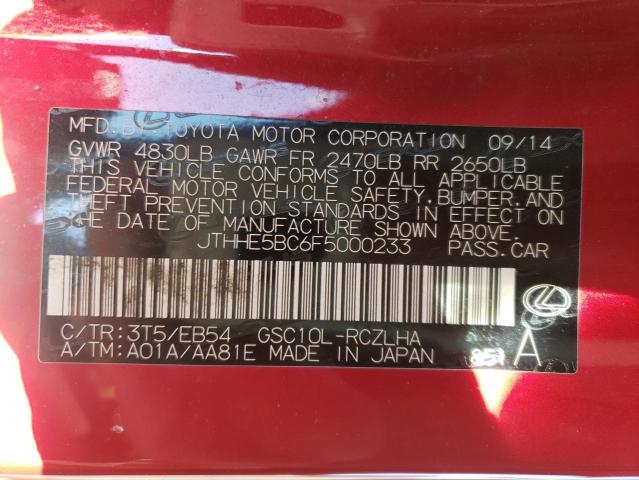 MFD.BY TOYOTA MOTOR CORPORATION 09/14
GVWR 4830LB GAWR FR 2470LB RR 2650LB
THIS VEHICLE CONFORMS TO ALL APPLICABLE
FEDERAL MOTOR VEHICLE SAFETY,BUMPER,AND
THEFT PREVENTION STANDARDS IN EFFECT ON
THE DATE OF MANUFACTURE SHOWN ABOVE.
JTHHE5BC6F5000233 PASS.CAR
C/TR:3T5/EB54 GSC10L-RCZLHA
A/TM:A01A/AA81E MADE IN JAPAN
851 A